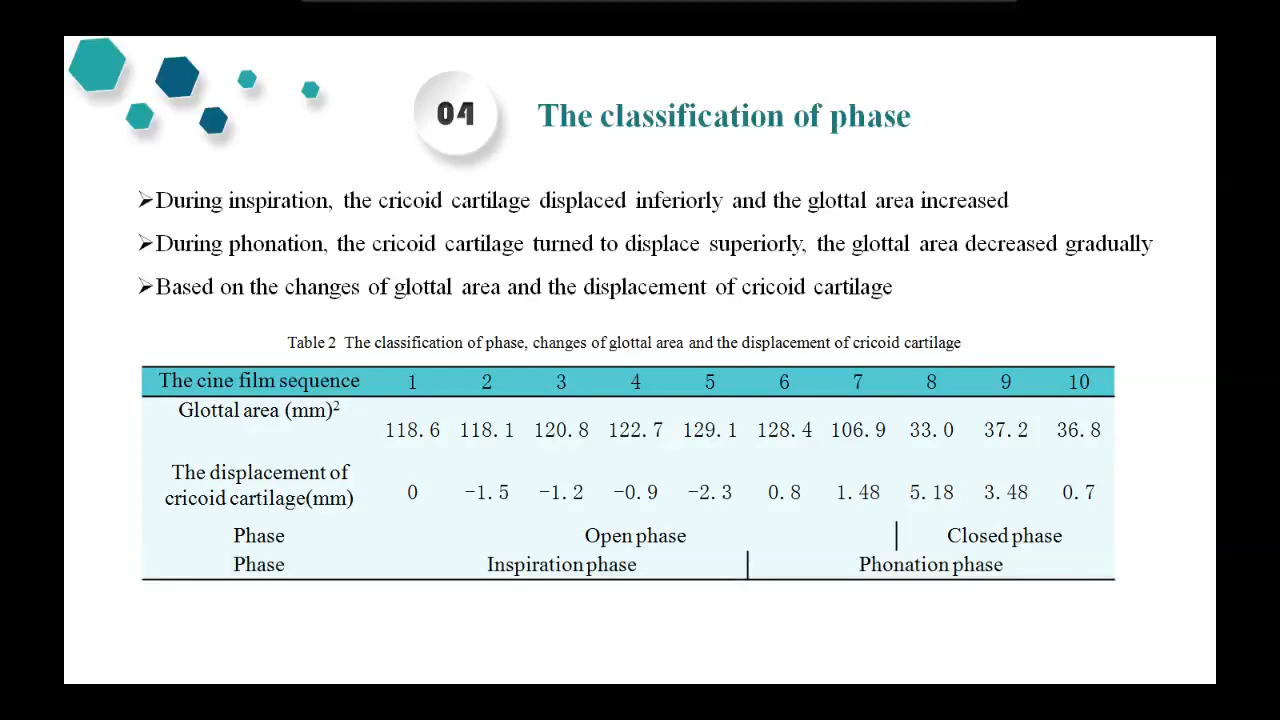 04
The classification of phase
➢During inspiration, the cricoid cartilage displaced inferiorly and the glottal area increased
➢During phonation, the cricoid cartilage turned to displace superiorly, the glottal area decreased gradually
➢Based on the changes of glottal area and the displacement of cricoid cartilage
Table 2 The classification of phase, changes of glottal area and the displacement of cricoid cartilage
The cine film sequence 1 2 3 4 5 6 7 8 9 10
Glottal area (mm)²
118.6 118.1 120.8 122.7 129.1 128.4 106.9 33.0 37.2 36.8
The displacement of
cricoid cartilage(mm) 0 -1.5 -1.2 -0.9 -2.3 0.8 1.48 5.18 3.48 0.7
Phase Open phase Closed phase
Phase Inspiration phase Phonation phase